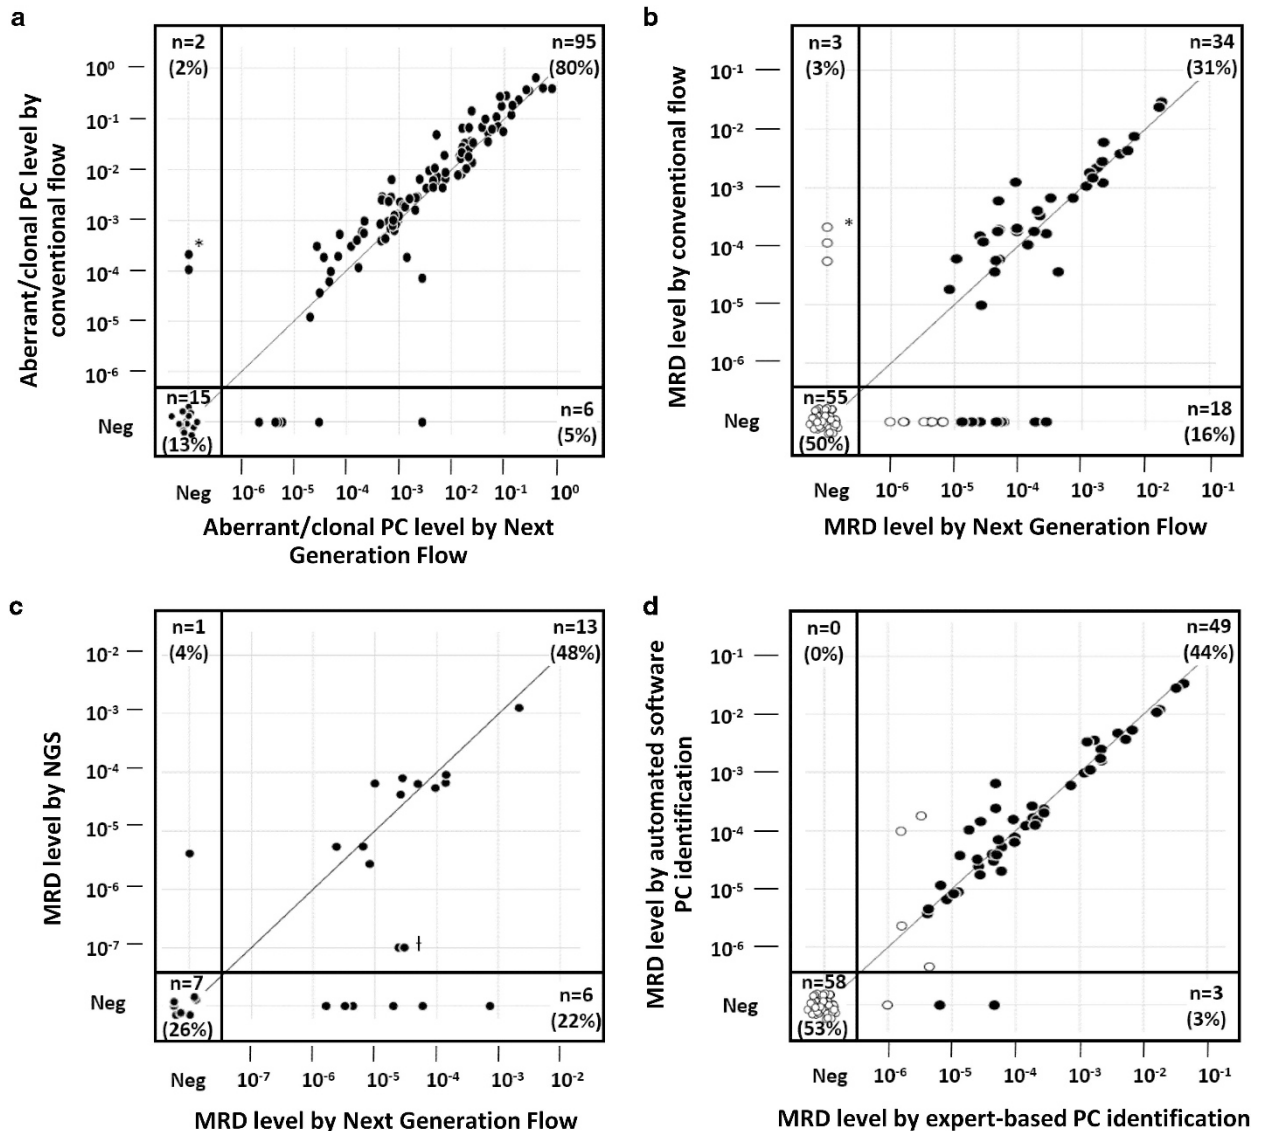 a
n=2
(2%)
n=95
(80%)
Aberrant/clonal PC level by
conventional flow
10⁰
10⁻¹
10⁻²
10⁻³
10⁻⁴
10⁻⁵
10⁻⁶
Neg
*
n=15
(13%)
n=6
(5%)
Neg 10⁻⁶ 10⁻⁵ 10⁻⁴ 10⁻³ 10⁻² 10⁻¹ 10⁰
Aberrant/clonal PC level by Next
Generation Flow
b
n=3
(3%)
n=34
(31%)
MRD level by conventional flow
10⁻¹
10⁻²
10⁻³
10⁻⁴
10⁻⁵
10⁻⁶
Neg
*
n=55
(50%)
n=18
(16%)
Neg 10⁻⁶ 10⁻⁵ 10⁻⁴ 10⁻³ 10⁻² 10⁻¹
MRD level by Next Generation Flow
c
n=1
(4%)
n=13
(48%)
MRD level by NGS
10⁻²
10⁻³
10⁻⁴
10⁻⁵
10⁻⁶
10⁻⁷
Neg
†
n=7
(26%)
n=6
(22%)
Neg 10⁻⁷ 10⁻⁶ 10⁻⁵ 10⁻⁴ 10⁻³ 10⁻²
MRD level by Next Generation Flow
d
n=0
(0%)
n=49
(44%)
MRD level by automated software
PC identification
10⁻¹
10⁻²
10⁻³
10⁻⁴
10⁻⁵
10⁻⁶
Neg
n=58
(53%)
n=3
(3%)
Neg 10⁻⁶ 10⁻⁵ 10⁻⁴ 10⁻³ 10⁻² 10⁻¹
MRD level by expert-based PC identification